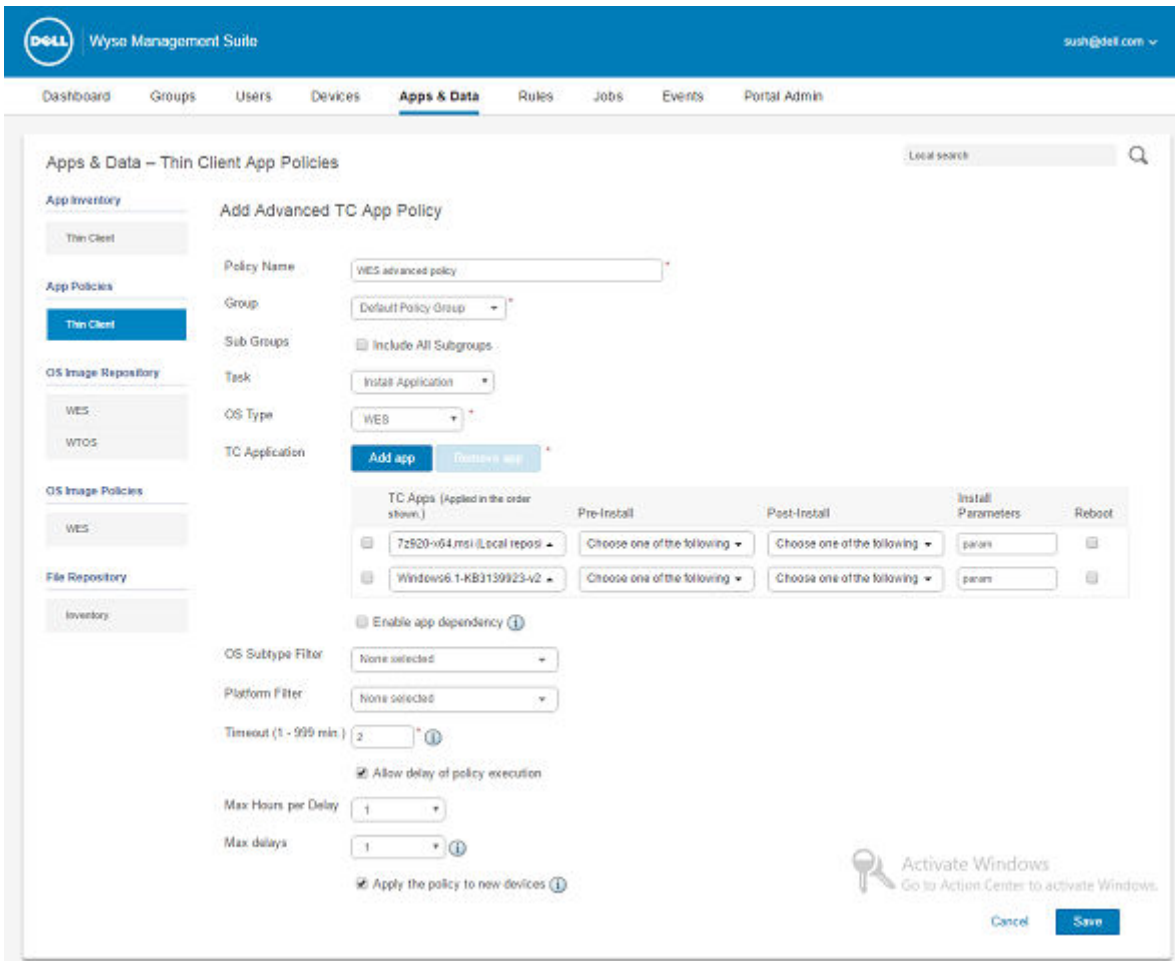 DELL Wyse Management Suite sush@dell.com
Dashboard Groups Users Devices Apps & Data Rules Jobs Events Portal Admin
Apps & Data – Thin Client App Policies
Local search
App Inventory
Thin Client
App Policies
Thin Client
OS Image Repository
WES
WTOS
OS Image Policies
WES
File Repository
Inventory
Add Advanced TC App Policy
Policy Name WES advanced policy *
Group Default Policy Group *
Sub Groups Include All Subgroups
Task Install Application
OS Type WES *
TC Application Add app Remove app *
TC Apps (Applied in the order
shown.) Pre-Install Post-Install Install
Parameters Reboot
7z920-x64.msi (Local reposi Choose one of the following Choose one of the following param
Windows6.1-KB3139923-v2 Choose one of the following Choose one of the following param
Enable app dependency
OS Subtype Filter None selected
Platform Filter None selected
Timeout (1 - 999 min.) 2 *
Allow delay of policy execution
Max Hours per Delay 1
Max delays 1
Apply the policy to new devices
Activate Windows
Go to Action Center to activate Windows.
Cancel Save